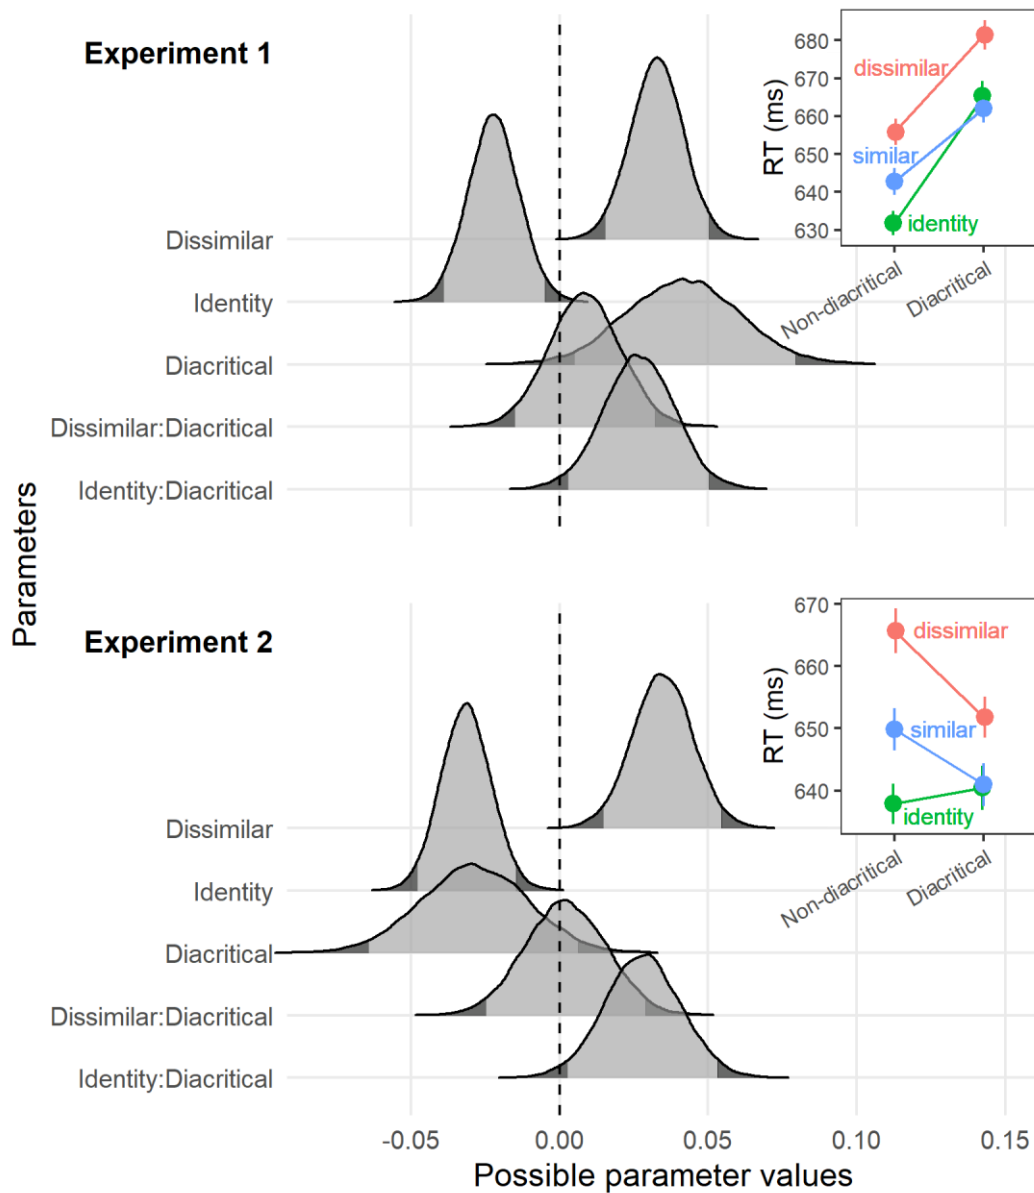 Experiment 1
Dissimilar
Identity
Diacritical
Dissimilar:Diacritical
Identity:Diacritical
RT (ms)
680
670
660
650
640
630
dissimilar
similar
identity
Non-diacritical
Diacritical
Parameters
Experiment 2
Dissimilar
Identity
Diacritical
Dissimilar:Diacritical
Identity:Diacritical
RT (ms)
670
660
650
640
dissimilar
similar
identity
Non-diacritical
Diacritical
-0.05 0.00 0.05 0.10 0.15
Possible parameter values